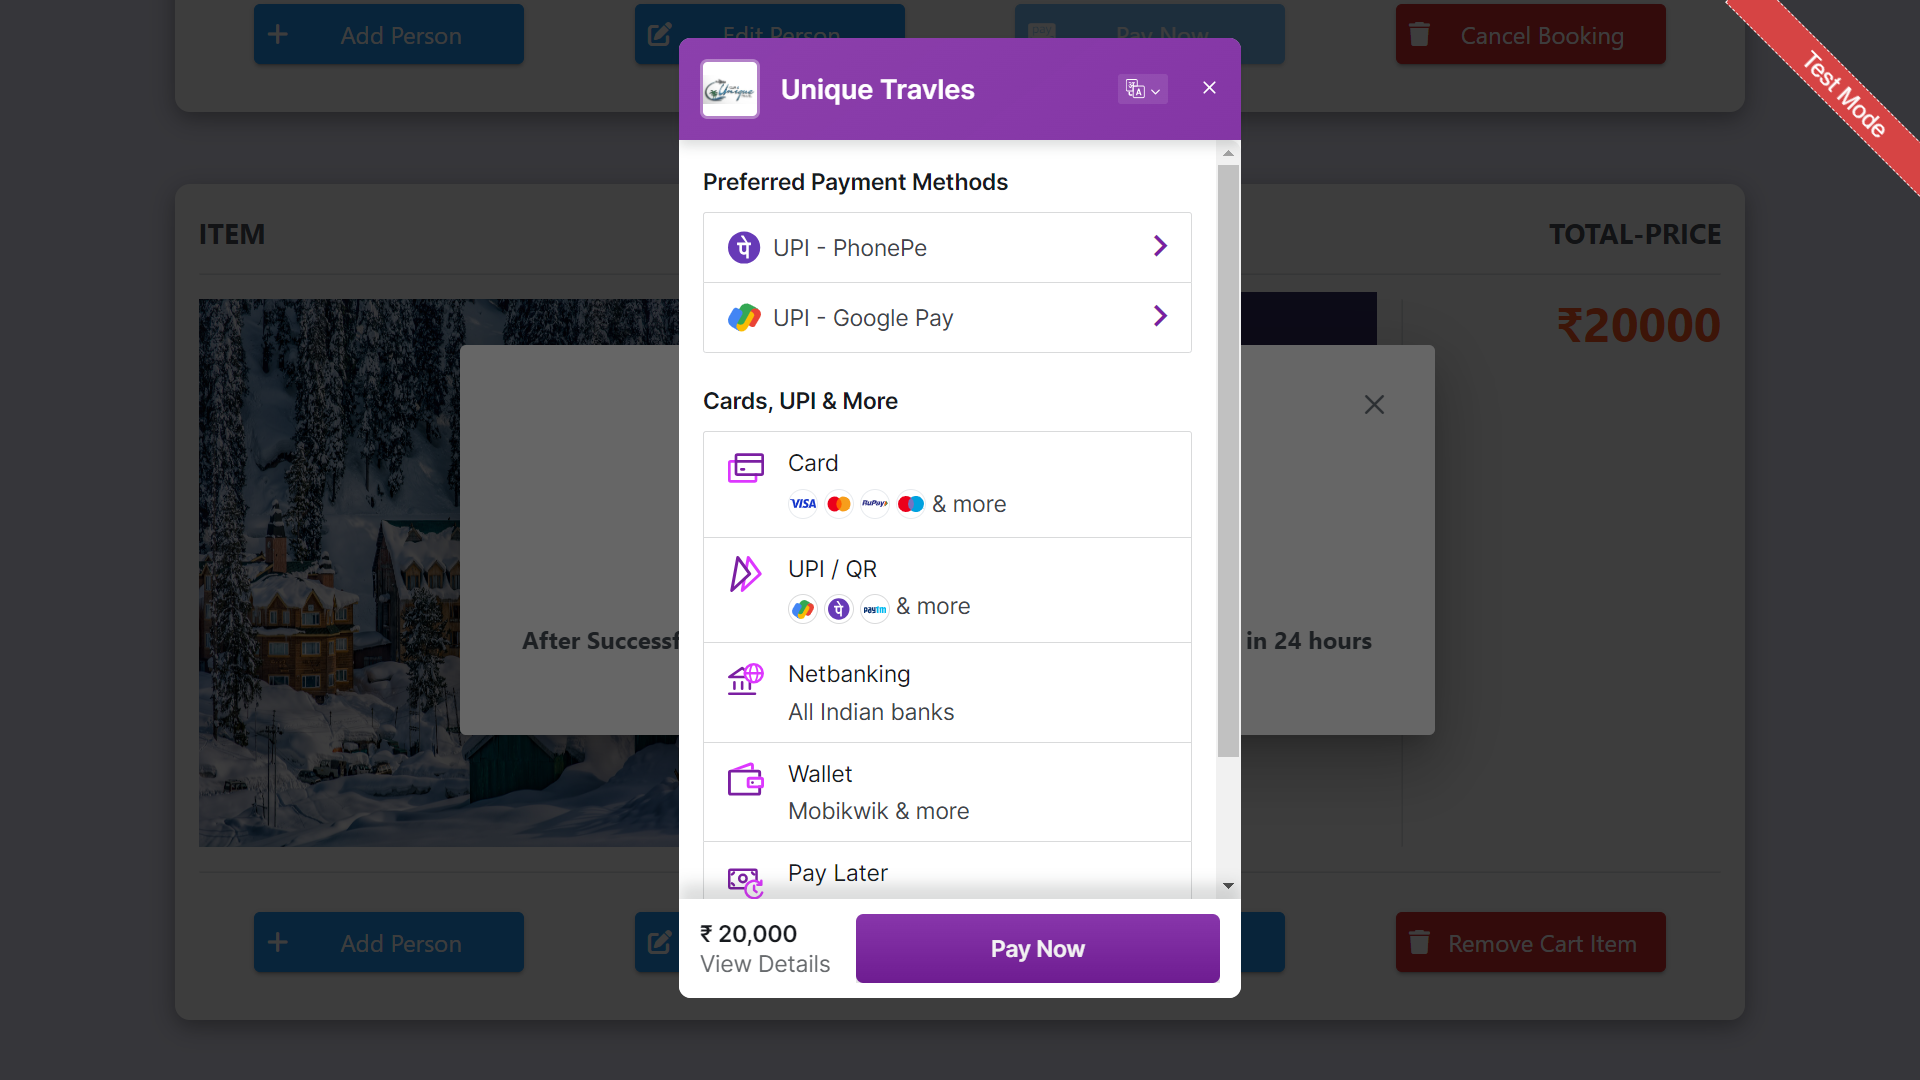 Add Person
Edit Person
Pay Now
Cancel Booking
Test Mode
Unique
Unique Travles
Preferred Payment Methods
UPI - PhonePe
UPI - Google Pay
Cards, UPI & More
Card
VISA RuPay & more
UPI / QR
पे paytm & more
Netbanking
All Indian banks
Wallet
Mobikwik & more
Pay Later
₹ 20,000
View Details
Pay Now
ITEM
TOTAL-PRICE
₹20000
After Successf
in 24 hours
Add Person
Remove Cart Item